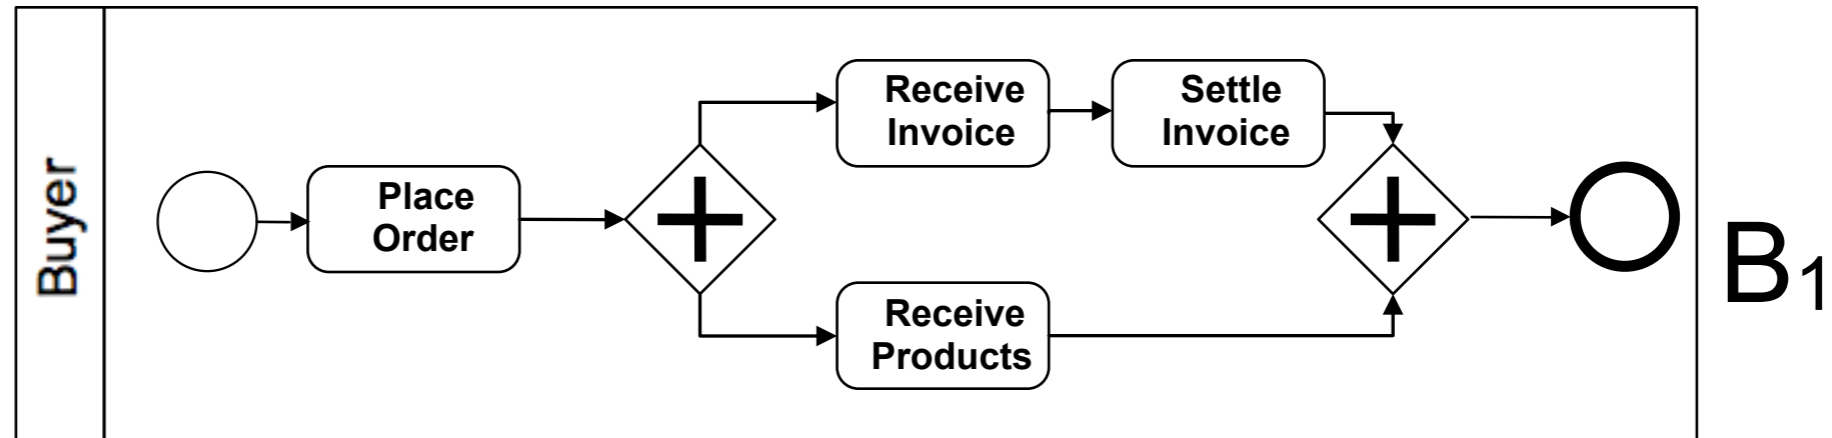 Buyer
Place
Order
Receive
Invoice
Settle
Invoice
Receive
Products
B1